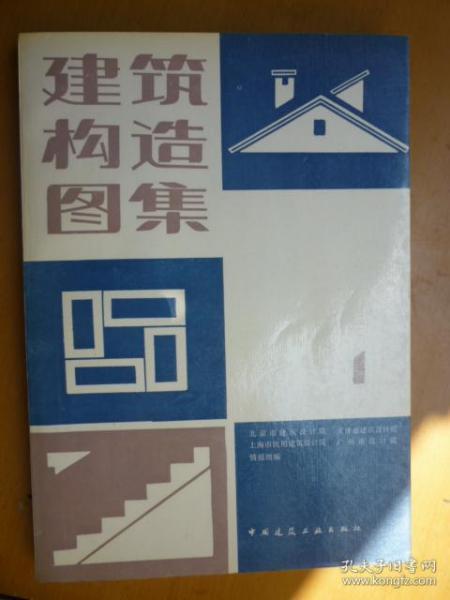 建筑
构造
图集
1
北京市建筑设计院 天津市建筑设计院
上海市民用建筑设计院 广州市设计院
情报组编
中国建筑工业出版社
孔夫子旧书网
www.kongfz.com